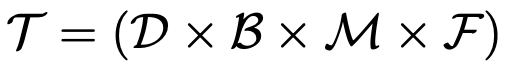 𝒯 = (𝒟 × ℬ × ℳ × ℱ)